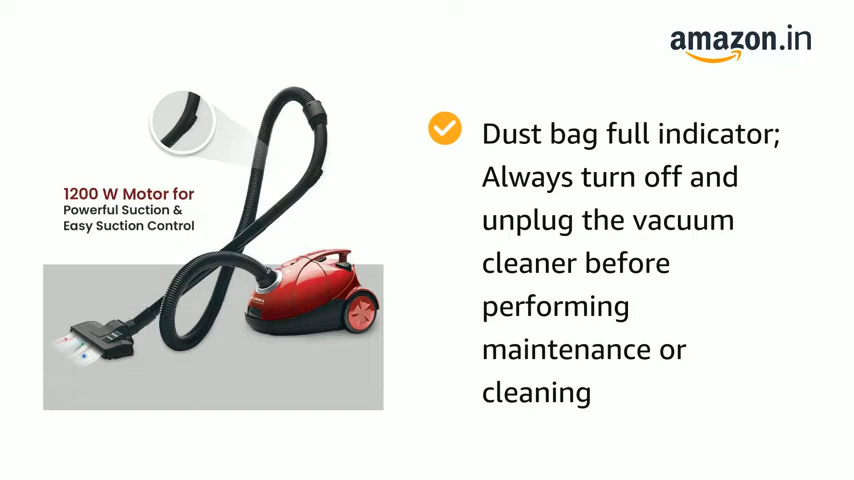 amazon.in
1200 W Motor for
Powerful Suction &
Easy Suction Control
Dust bag full indicator;
Always turn off and
unplug the vacuum
cleaner before
performing
maintenance or
cleaning